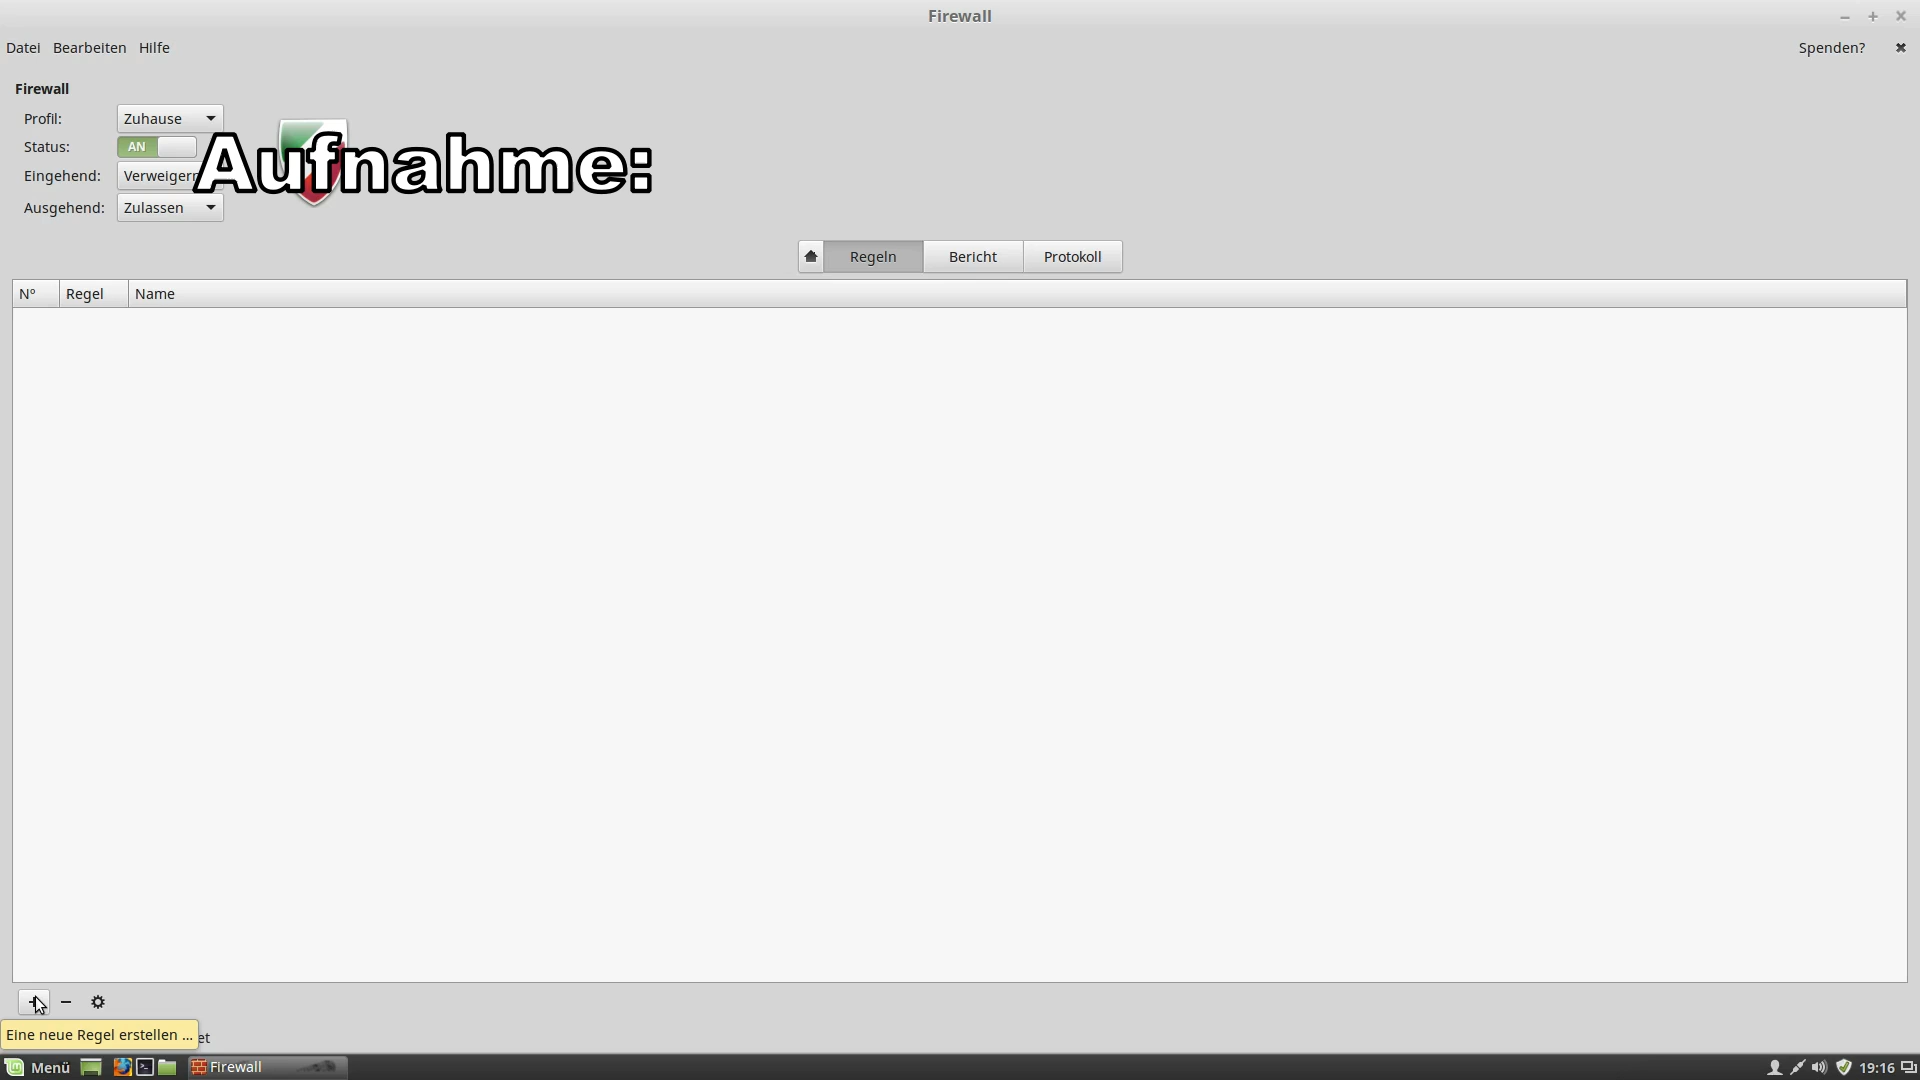 Firewall
Datei Bearbeiten Hilfe Spenden?
Firewall
Profil: Zuhause
Status: AN
Eingehend: Verweigern
Ausgehend: Zulassen
Aufnahme:
Regeln Bericht Protokoll
Nº Regel Name
Eine neue Regel erstellen ...
Menü Firewall 19:16